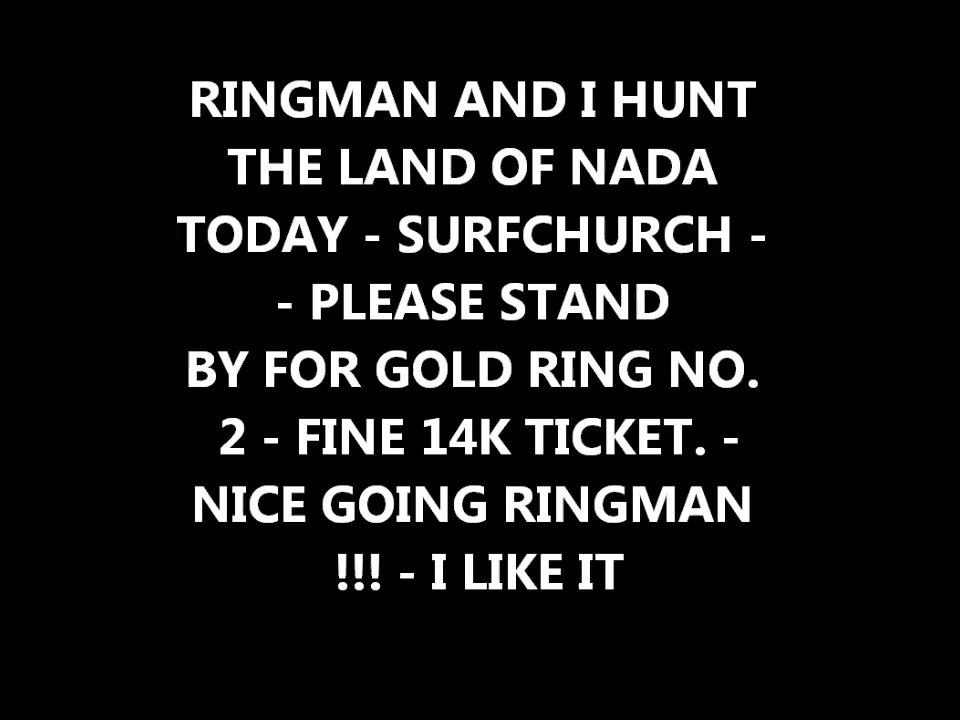 RINGMAN AND I HUNT
THE LAND OF NADA
TODAY - SURFCHURCH -
- PLEASE STAND
BY FOR GOLD RING NO.
2 - FINE 14K TICKET. -
NICE GOING RINGMAN
!!! - I LIKE IT